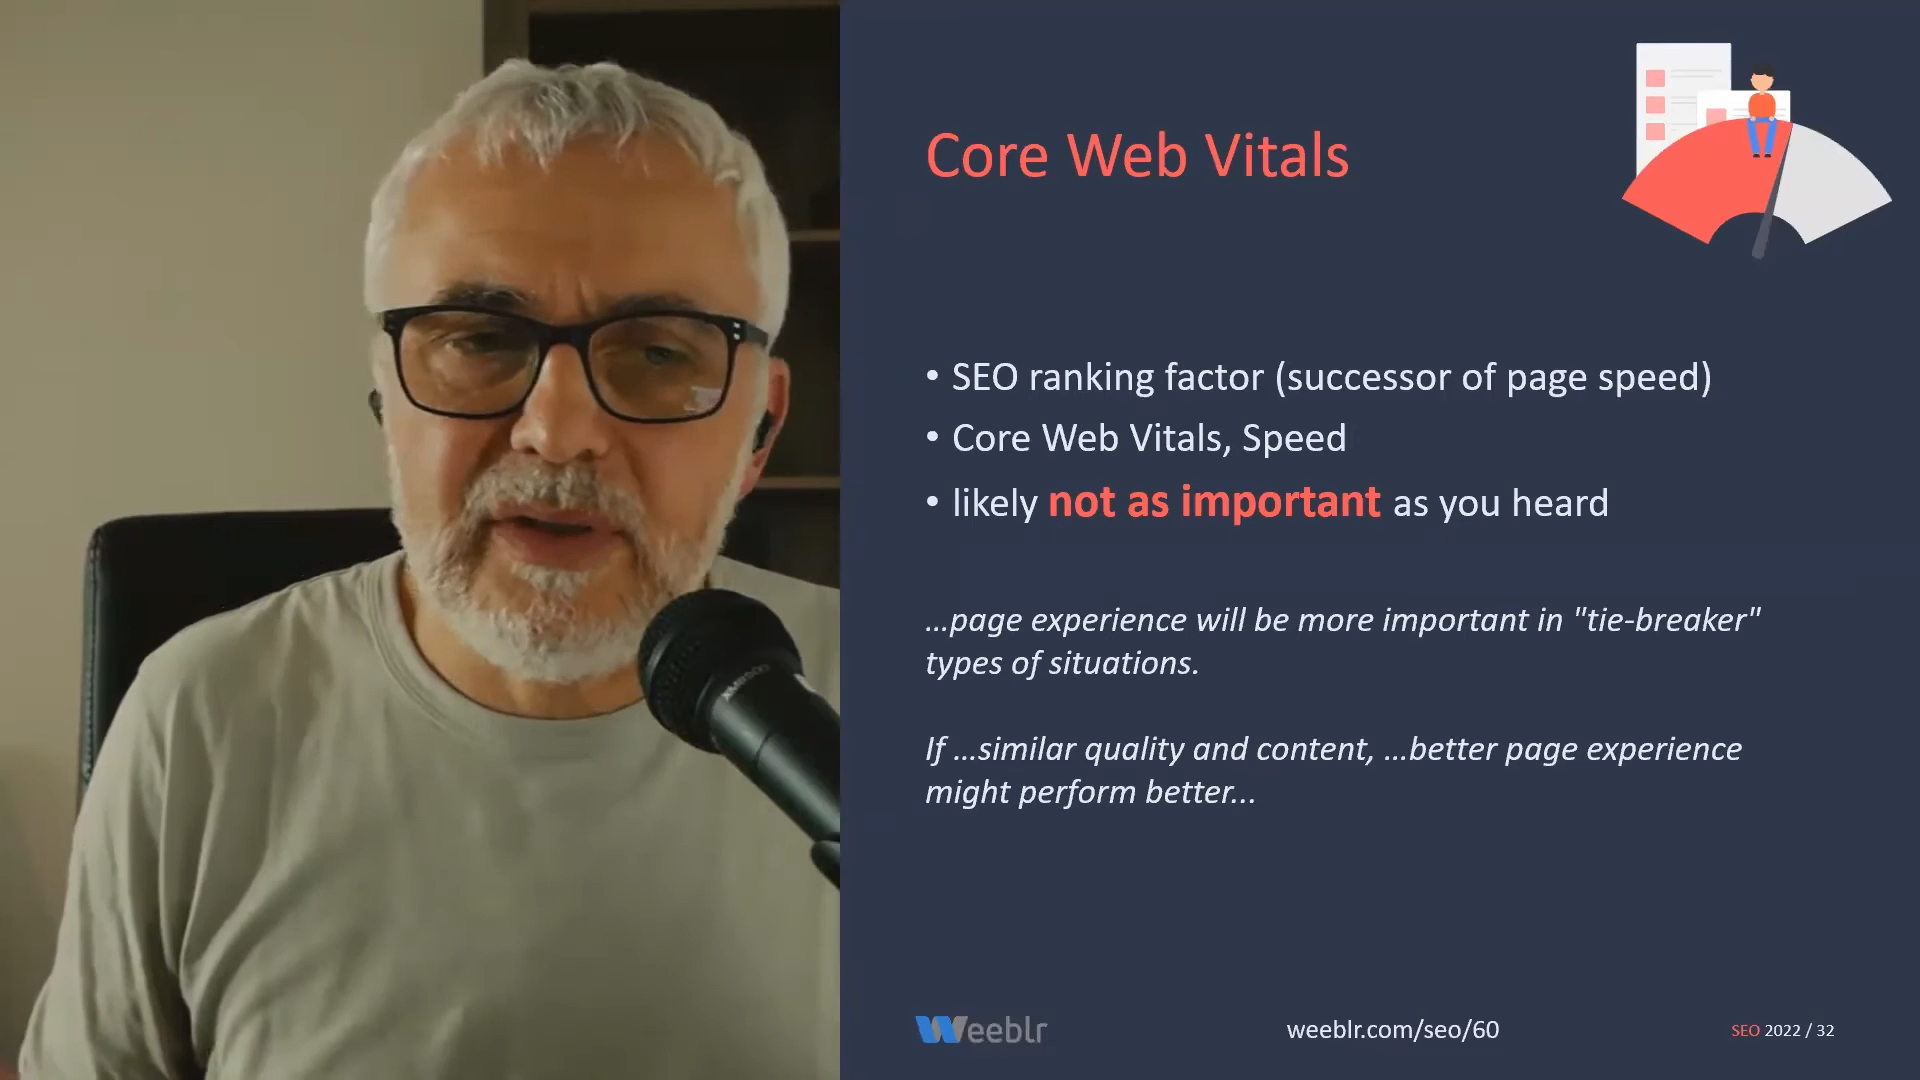 Core Web Vitals
• SEO ranking factor (successor of page speed)
• Core Web Vitals, Speed
• likely not as important as you heard
...page experience will be more important in "tie-breaker"
types of situations.
If ...similar quality and content, ...better page experience
might perform better...
Weeblr
weeblr.com/seo/60
SEO 2022 / 32
XM8500